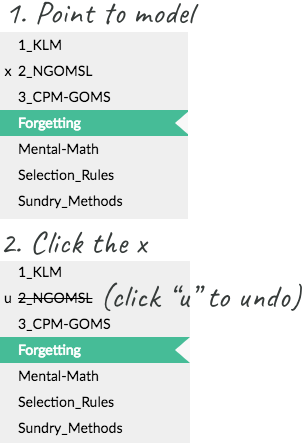 1. Point to model
1_KLM
x 2_NGOMSL
3_CPM-GOMS
Forgetting
Mental-Math
Selection_Rules
Sundry_Methods
2. Click the x
1_KLM
u 2_NGOMSL (click "u" to undo)
3_CPM-GOMS
Forgetting
Mental-Math
Selection_Rules
Sundry_Methods